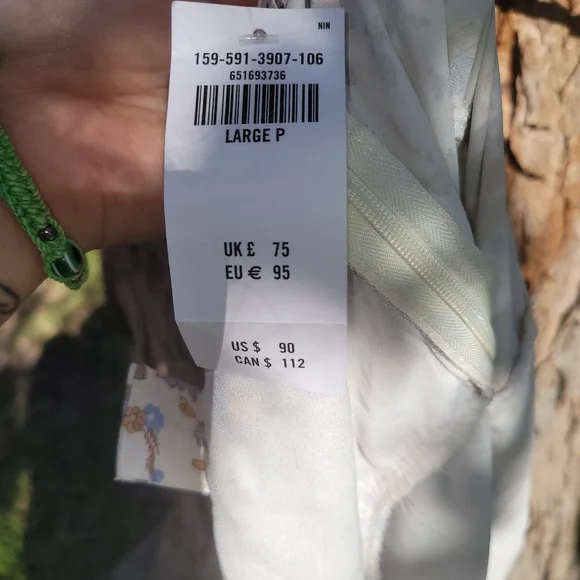 NIN
159-591-3907-106
651693736
LARGE P
UK £ 75
EU € 95
US $ 90
CAN $ 112